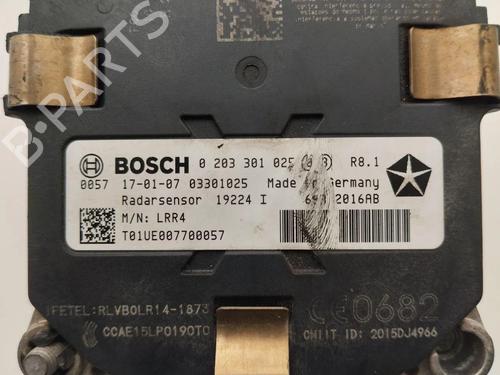 BOSCH 0 203 301 025 R8.1
0057 17-01-07 03301025 Made in Germany
Radarsensor 19224 I 2016AB
M/N: LRR4
T01UE007700057
IFETEL:RLVBOLR14-1873
CE0682
CCAE15LP0190T0
CMIIT ID: 2015DJ4966
B-PARTS